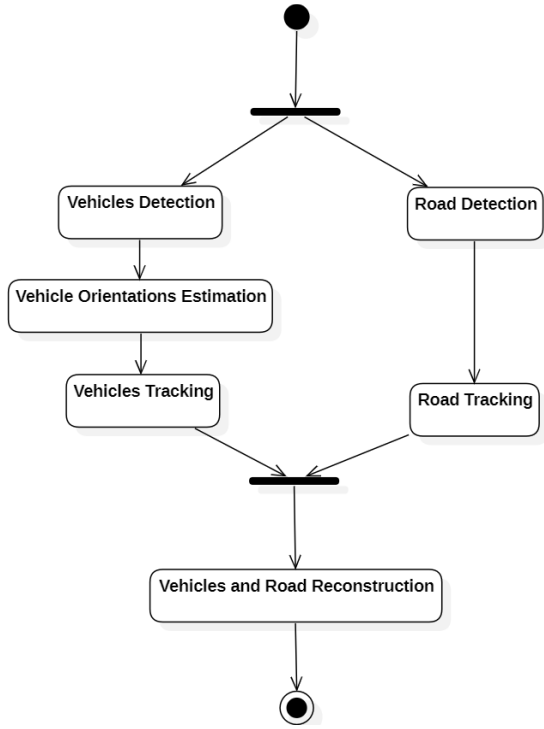 Vehicles Detection
Road Detection
Vehicle Orientations Estimation
Vehicles Tracking
Road Tracking
Vehicles and Road Reconstruction